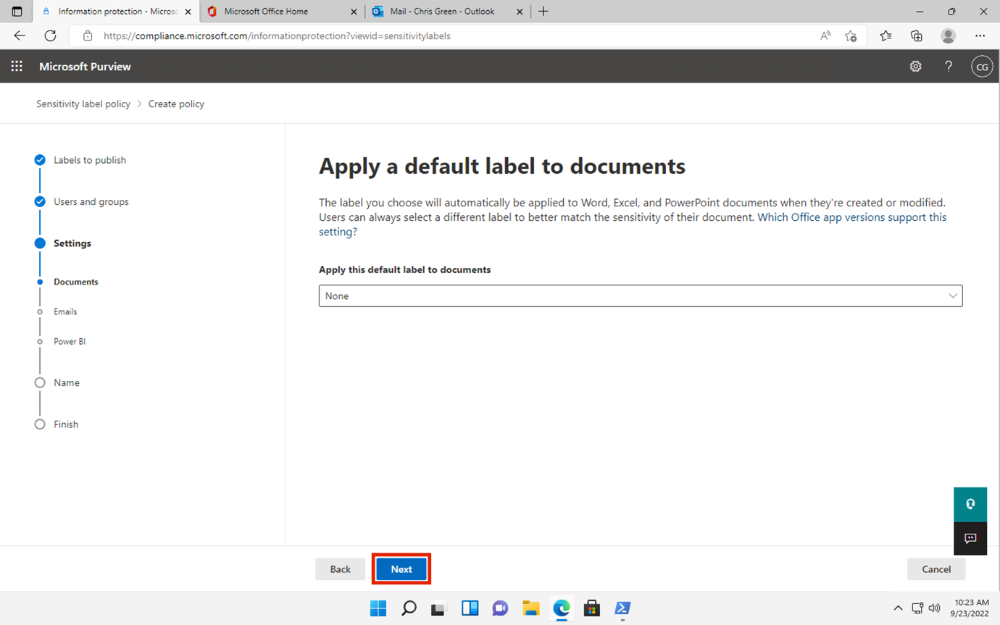 Information protection - Microsc
Microsoft Office Home
Mail - Chris Green - Outlook
https://compliance.microsoft.com/informationprotection?viewid=sensitivitylabels
Microsoft Purview
CG
Sensitivity label policy > Create policy
Labels to publish
Users and groups
Settings
Documents
Emails
Power BI
Name
Finish
Apply a default label to documents
The label you choose will automatically be applied to Word, Excel, and PowerPoint documents when they're created or modified.
Users can always select a different label to better match the sensitivity of their document. Which Office app versions support this
setting?
Apply this default label to documents
None
Back
Next
Cancel
10:23 AM
9/23/2022